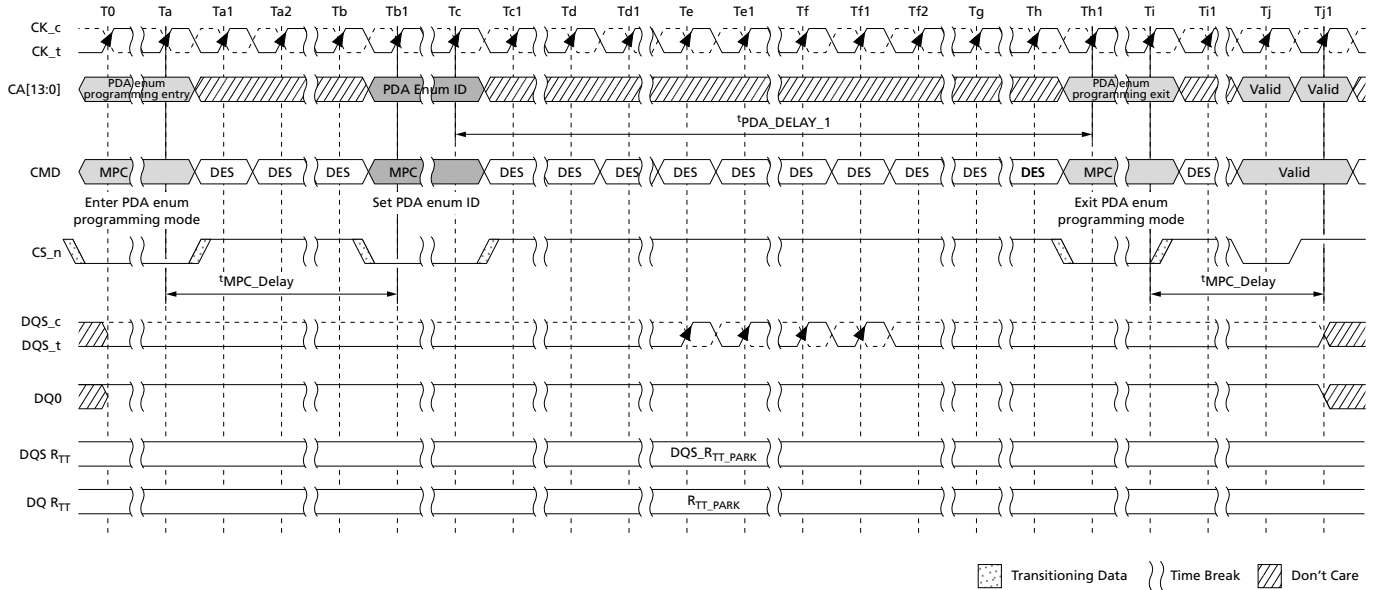 T0 Ta Ta1 Ta2 Tb Tb1 Tc Tc1 Td Td1 Te Te1 Tf Tf1 Tf2 Tg Th Th1 Ti Ti1 Tj Tj1
CK_c
CK_t
CA[13:0]
PDA enum
programming entry
PDA Enum ID
PDA enum
programming exit
Valid Valid
tPDA_DELAY_1
CMD MPC DES DES DES MPC DES DES DES DES DES DES DES DES DES DES MPC DES Valid
Enter PDA enum
programming mode
Set PDA enum ID
Exit PDA enum
programming mode
CS_n
tMPC_Delay
tMPC_Delay
DQS_c
DQS_t
DQ0
DQS RTT
DQS_RTT_PARK
DQ RTT
RTT_PARK
Transitioning Data
Time Break
Don't Care